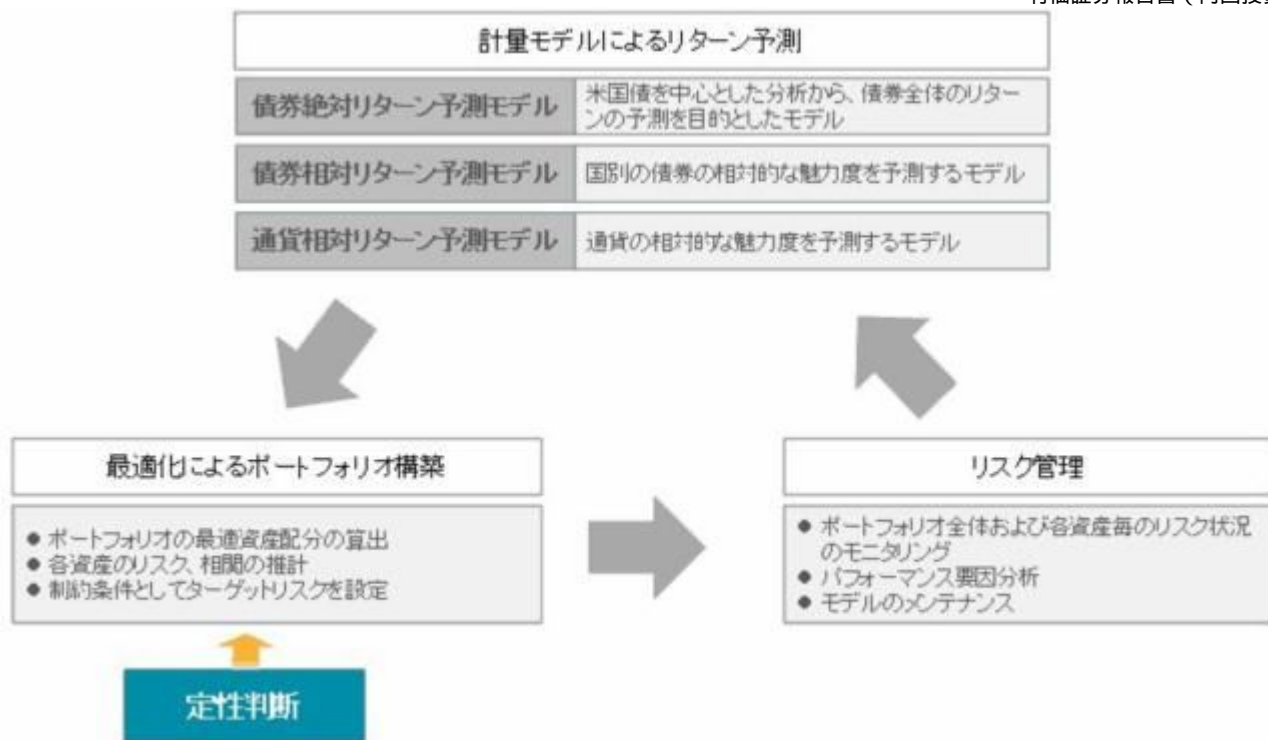 計量モデルによるリターン予測
債券絶対リターン予測モデル
米国債を中心とした分析から、債券全体のリター
ンの予測を目的としたモデル
債券相対リターン予測モデル
国別の債券の相対的な魅力度を予測するモデル
通貨相対リターン予測モデル
通貨の相対的な魅力度を予測するモデル
最適化によるポートフォリオ構築
● ポートフォリオの最適資産配分の算出
● 各資産のリスク、相関の推計
● 制約条件としてターゲットリスクを設定
定性判断
リスク管理
● ポートフォリオ全体および各資産毎のリスク状況
のモニタリング
● パフォーマンス要因分析
● モデルのメンテナンス